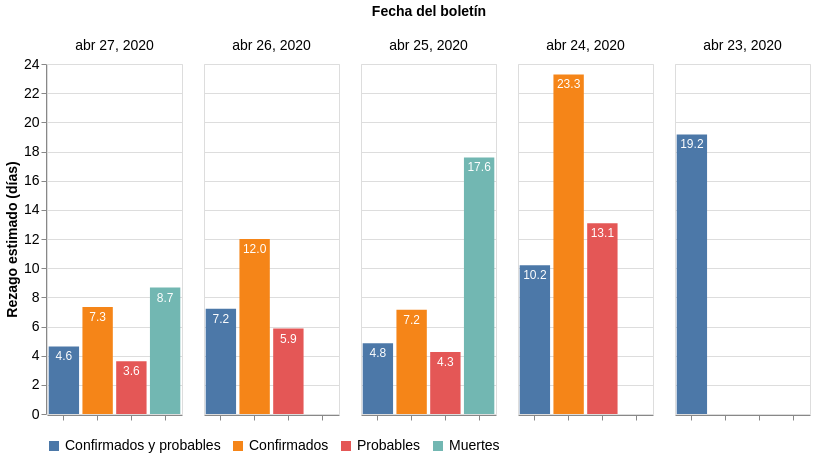 Fecha del boletín
abr 27, 2020 abr 26, 2020 abr 25, 2020 abr 24, 2020 abr 23, 2020
Rezago estimado (días)
24
22
20
18
16
14
12
10
8
6
4
2
0
4.6 7.3 3.6 8.7
7.2 12.0 5.9
4.8 7.2 4.3 17.6
10.2 23.3 13.1
19.2
Confirmados y probables Confirmados Probables Muertes